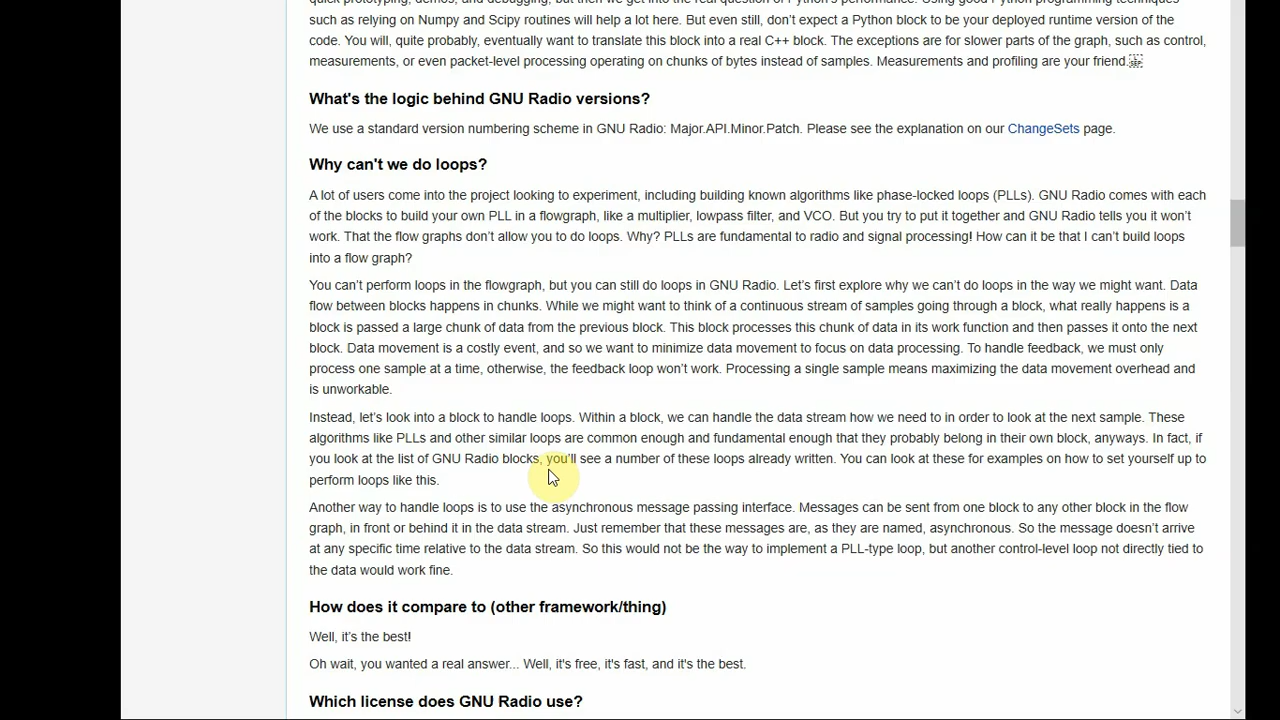 quick prototyping, demos, and debugging, but then we get into the real question of Python's performance. Using good Python programming techniques
such as relying on Numpy and Scipy routines will help a lot here. But even still, don’t expect a Python block to be your deployed runtime version of the
code. You will, quite probably, eventually want to translate this block into a real C++ block. The exceptions are for slower parts of the graph, such as control,
measurements, or even packet-level processing operating on chunks of bytes instead of samples. Measurements and profiling are your friend.
What's the logic behind GNU Radio versions?
We use a standard version numbering scheme in GNU Radio: Major.API.Minor.Patch. Please see the explanation on our ChangeSets page.
Why can't we do loops?
A lot of users come into the project looking to experiment, including building known algorithms like phase-locked loops (PLLs). GNU Radio comes with each
of the blocks to build your own PLL in a flowgraph, like a multiplier, lowpass filter, and VCO. But you try to put it together and GNU Radio tells you it won’t
work. That the flow graphs don’t allow you to do loops. Why? PLLs are fundamental to radio and signal processing! How can it be that I can’t build loops
into a flow graph?
You can’t perform loops in the flowgraph, but you can still do loops in GNU Radio. Let’s first explore why we can’t do loops in the way we might want. Data
flow between blocks happens in chunks. While we might want to think of a continuous stream of samples going through a block, what really happens is a
block is passed a large chunk of data from the previous block. This block processes this chunk of data in its work function and then passes it onto the next
block. Data movement is a costly event, and so we want to minimize data movement to focus on data processing. To handle feedback, we must only
process one sample at a time, otherwise, the feedback loop won’t work. Processing a single sample means maximizing the data movement overhead and
is unworkable.
Instead, let’s look into a block to handle loops. Within a block, we can handle the data stream how we need to in order to look at the next sample. These
algorithms like PLLs and other similar loops are common enough and fundamental enough that they probably belong in their own block, anyways. In fact, if
you look at the list of GNU Radio blocks, you’ll see a number of these loops already written. You can look at these for examples on how to set yourself up to
perform loops like this.
Another way to handle loops is to use the asynchronous message passing interface. Messages can be sent from one block to any other block in the flow
graph, in front or behind it in the data stream. Just remember that these messages are, as they are named, asynchronous. So the message doesn’t arrive
at any specific time relative to the data stream. So this would not be the way to implement a PLL-type loop, but another control-level loop not directly tied to
the data would work fine.
How does it compare to (other framework/thing)
Well, it’s the best!
Oh wait, you wanted a real answer... Well, it's free, it's fast, and it's the best.
Which license does GNU Radio use?